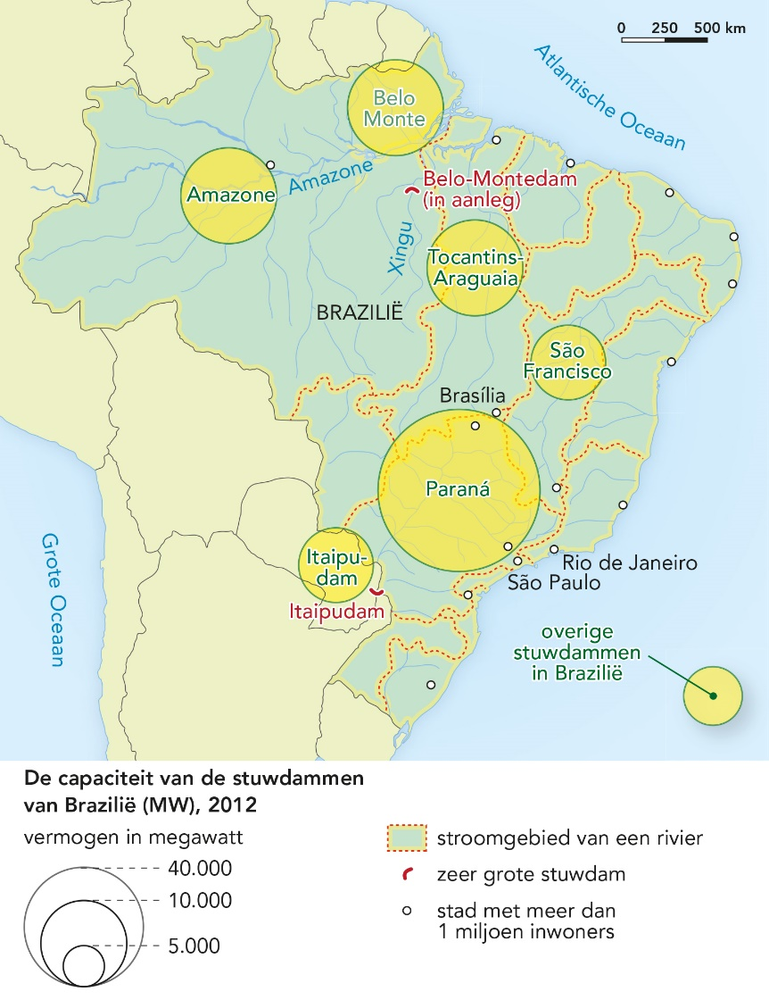 0 250 500 km
Atlantische Oceaan
Belo
Monte
Amazone
Amazone
Belo-Montedam
(in aanleg)
Xingu
Tocantins-
Araguaia
BRAZILIË
São
Francisco
Brasília
Paraná
Grote Oceaan
Itaipu-
dam
Itaipudam
Rio de Janeiro
São Paulo
overige
stuwdammen
in Brazilië
De capaciteit van de stuwdammen
van Brazilië (MW), 2012
vermogen in megawatt
40.000
10.000
5.000
stroomgebied van een rivier
zeer grote stuwdam
stad met meer dan
1 miljoen inwoners